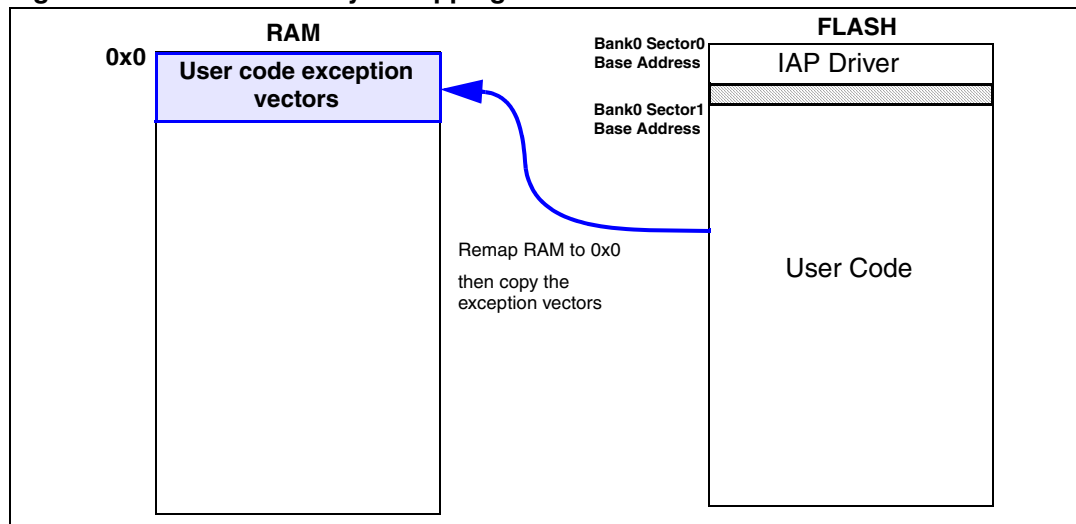 RAM
0x0
User code exception
vectors
FLASH
Bank0 Sector0
Base Address
IAP Driver
Bank0 Sector1
Base Address
Remap RAM to 0x0
then copy the
exception vectors
User Code